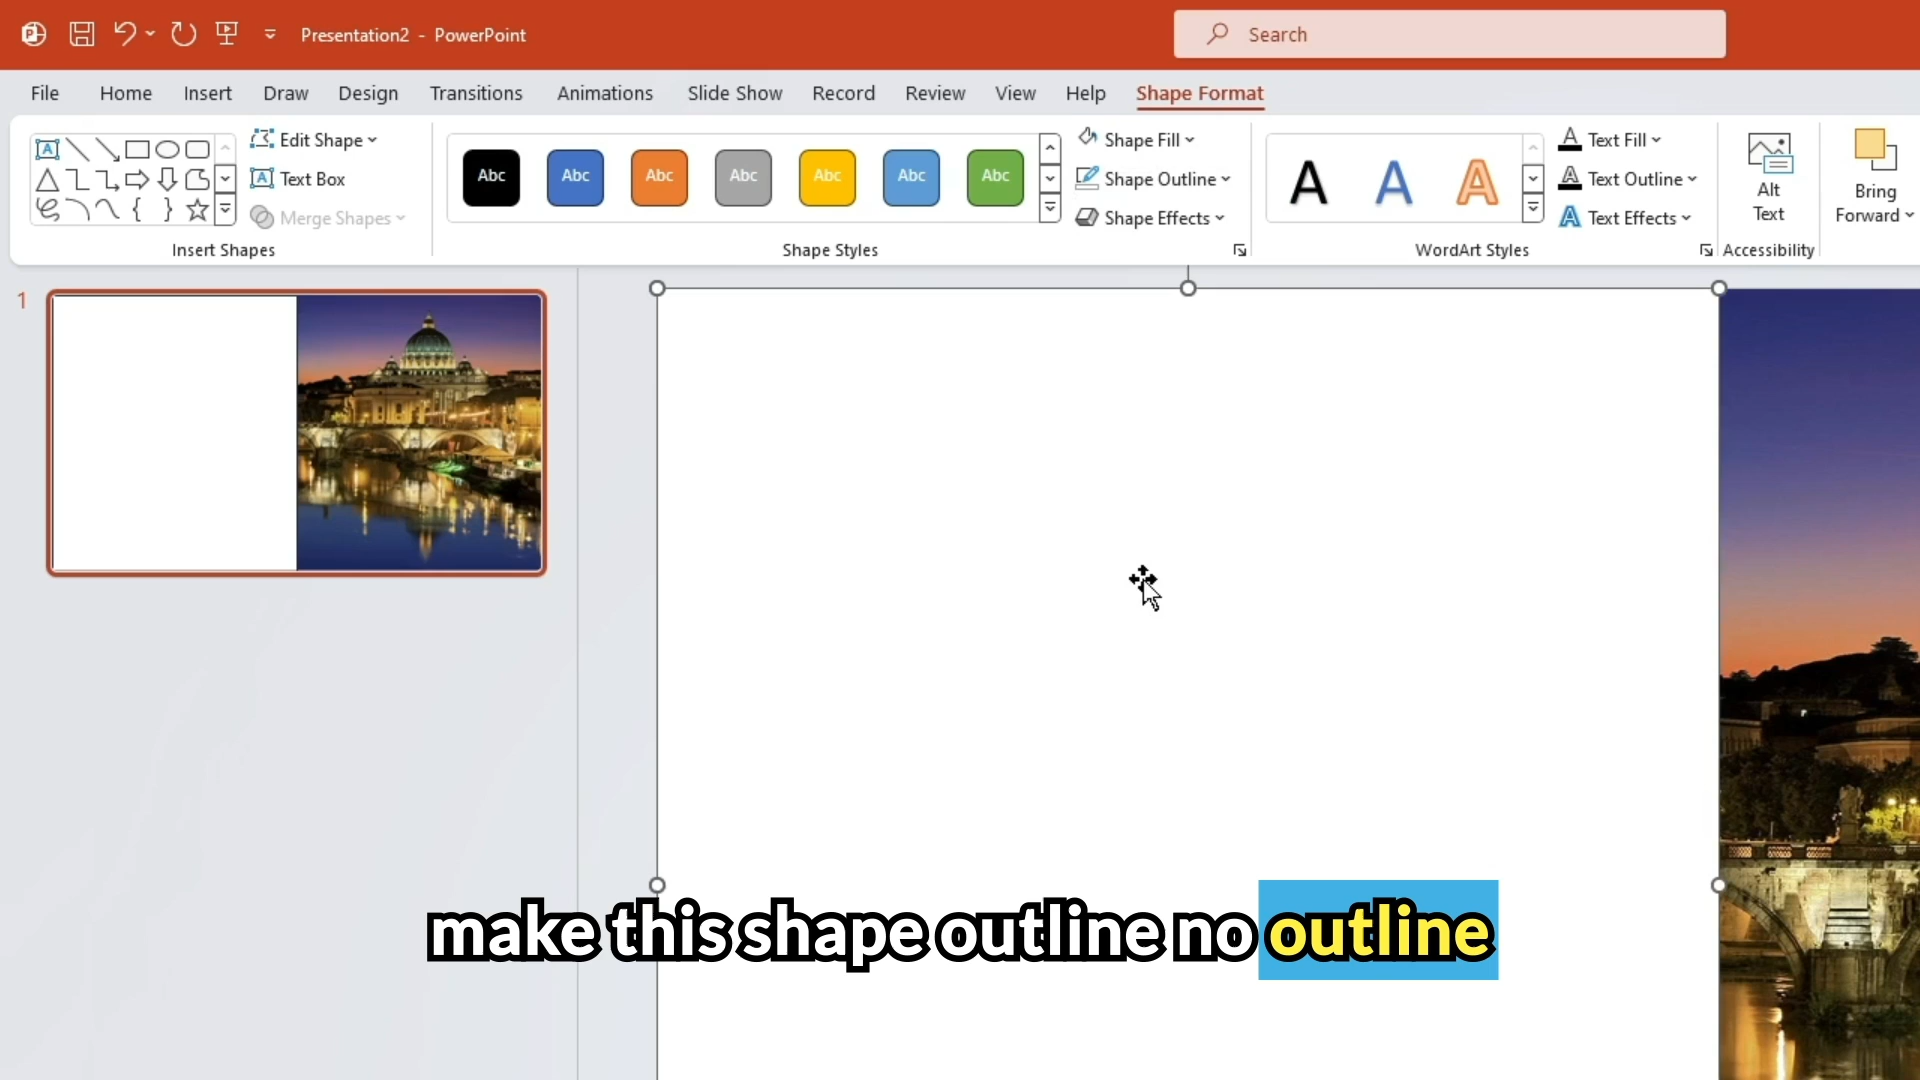 Presentation2 - PowerPoint
Search
File Home Insert Draw Design Transitions Animations Slide Show Record Review View Help Shape Format
Edit Shape
Text Box
Merge Shapes
Insert Shapes
Abc Abc Abc Abc Abc Abc Abc
Shape Fill
Shape Outline
Shape Effects
Shape Styles
A A A
Text Fill
Text Outline
Text Effects
WordArt Styles
Alt
Text
Accessibility
Bring
Forward
1
make this shape outline no outline